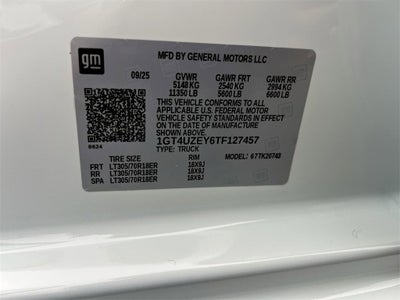 gm
MFD BY GENERAL MOTORS LLC
09/25 GVWR GAWR FRT GAWR RR
5148 KG 2540 KG 2994 KG
11350 LB 5600 LB 6600 LB
THIS VEHICLE CONFORMS TO ALL APPLICABLE U.S. FEDERAL MOTOR
VEHICLE SAFETY STANDARDS IN EFFECT ON THE
DATE OF MANUFACTURE SHOWN ABOVE.
1GT4UZEY6TF127457
TYPE: TRUCK
8624 MODEL: 67TK20743
TIRE SIZE RIM
FRT LT305/70R18ER 18X9J
RR LT305/70R18ER 18X9J
SPA LT305/70R18ER 18X9J